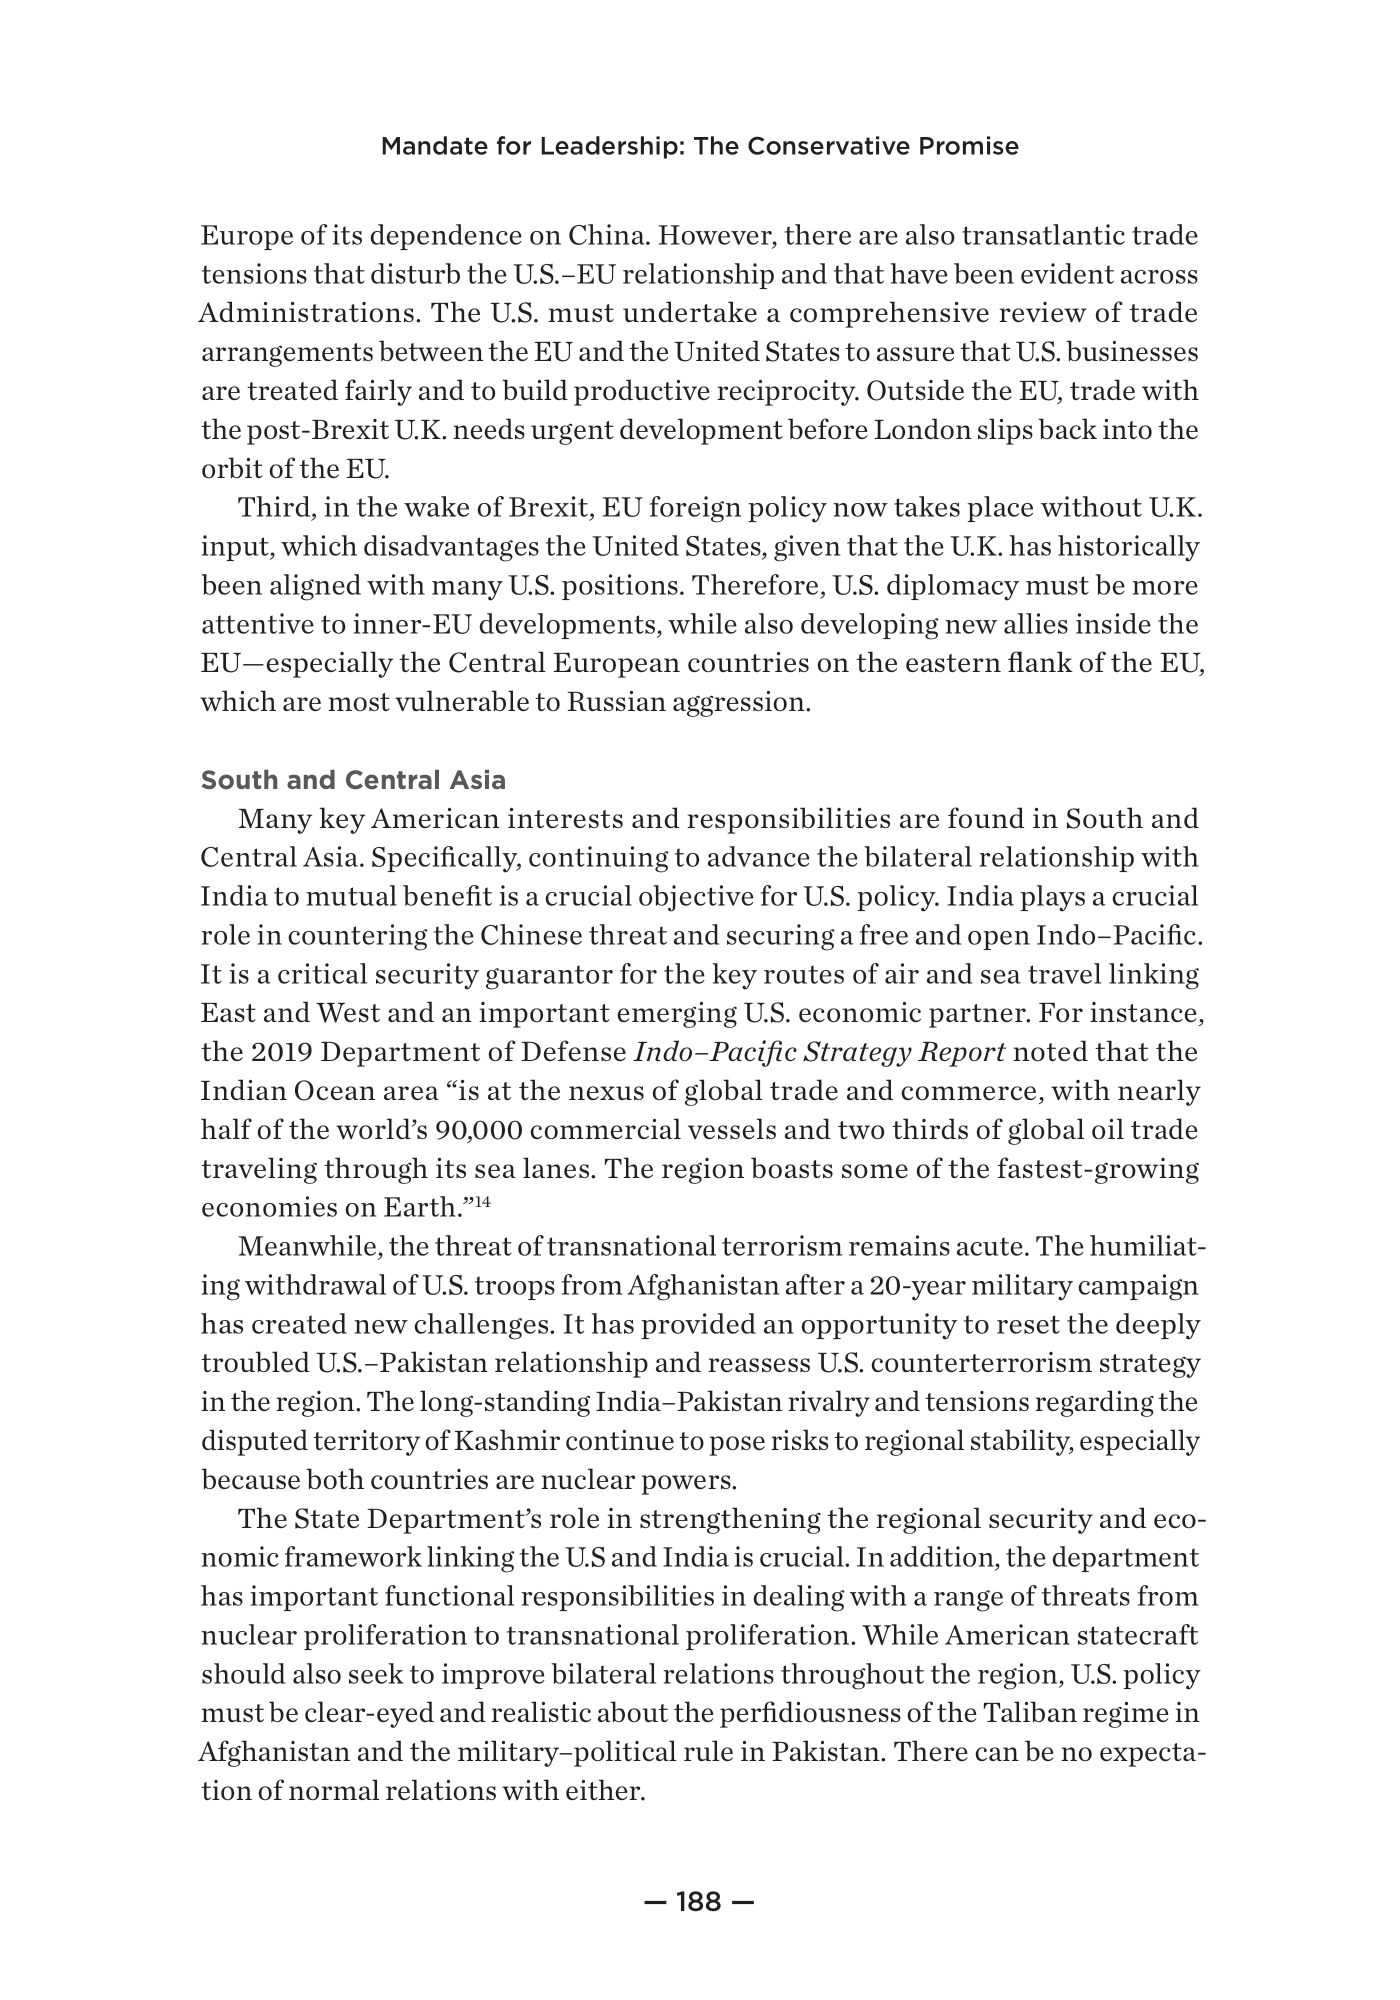 Mandate for Leadership: The Conservative Promise
Europe of its dependence on China. However, there are also transatlantic trade
tensions that disturb the U.S.–EU relationship and that have been evident across
Administrations. The U.S. must undertake a comprehensive review of trade
arrangements between the EU and the United States to assure that U.S. businesses
are treated fairly and to build productive reciprocity. Outside the EU, trade with
the post-Brexit U.K. needs urgent development before London slips back into the
orbit of the EU.
Third, in the wake of Brexit, EU foreign policy now takes place without U.K.
input, which disadvantages the United States, given that the U.K. has historically
been aligned with many U.S. positions. Therefore, U.S. diplomacy must be more
attentive to inner-EU developments, while also developing new allies inside the
EU—especially the Central European countries on the eastern flank of the EU,
which are most vulnerable to Russian aggression.
South and Central Asia
Many key American interests and responsibilities are found in South and
Central Asia. Specifically, continuing to advance the bilateral relationship with
India to mutual benefit is a crucial objective for U.S. policy. India plays a crucial
role in countering the Chinese threat and securing a free and open Indo–Pacific.
It is a critical security guarantor for the key routes of air and sea travel linking
East and West and an important emerging U.S. economic partner. For instance,
the 2019 Department of Defense Indo–Pacific Strategy Report noted that the
Indian Ocean area “is at the nexus of global trade and commerce, with nearly
half of the world’s 90,000 commercial vessels and two thirds of global oil trade
traveling through its sea lanes. The region boasts some of the fastest-growing
economies on Earth.”14
Meanwhile, the threat of transnational terrorism remains acute. The humiliat-
ing withdrawal of U.S. troops from Afghanistan after a 20-year military campaign
has created new challenges. It has provided an opportunity to reset the deeply
troubled U.S.–Pakistan relationship and reassess U.S. counterterrorism strategy
in the region. The long-standing India–Pakistan rivalry and tensions regarding the
disputed territory of Kashmir continue to pose risks to regional stability, especially
because both countries are nuclear powers.
The State Department’s role in strengthening the regional security and eco-
nomic framework linking the U.S and India is crucial. In addition, the department
has important functional responsibilities in dealing with a range of threats from
nuclear proliferation to transnational proliferation. While American statecraft
should also seek to improve bilateral relations throughout the region, U.S. policy
must be clear-eyed and realistic about the perfidiousness of the Taliban regime in
Afghanistan and the military–political rule in Pakistan. There can be no expecta-
tion of normal relations with either.
— 188 —